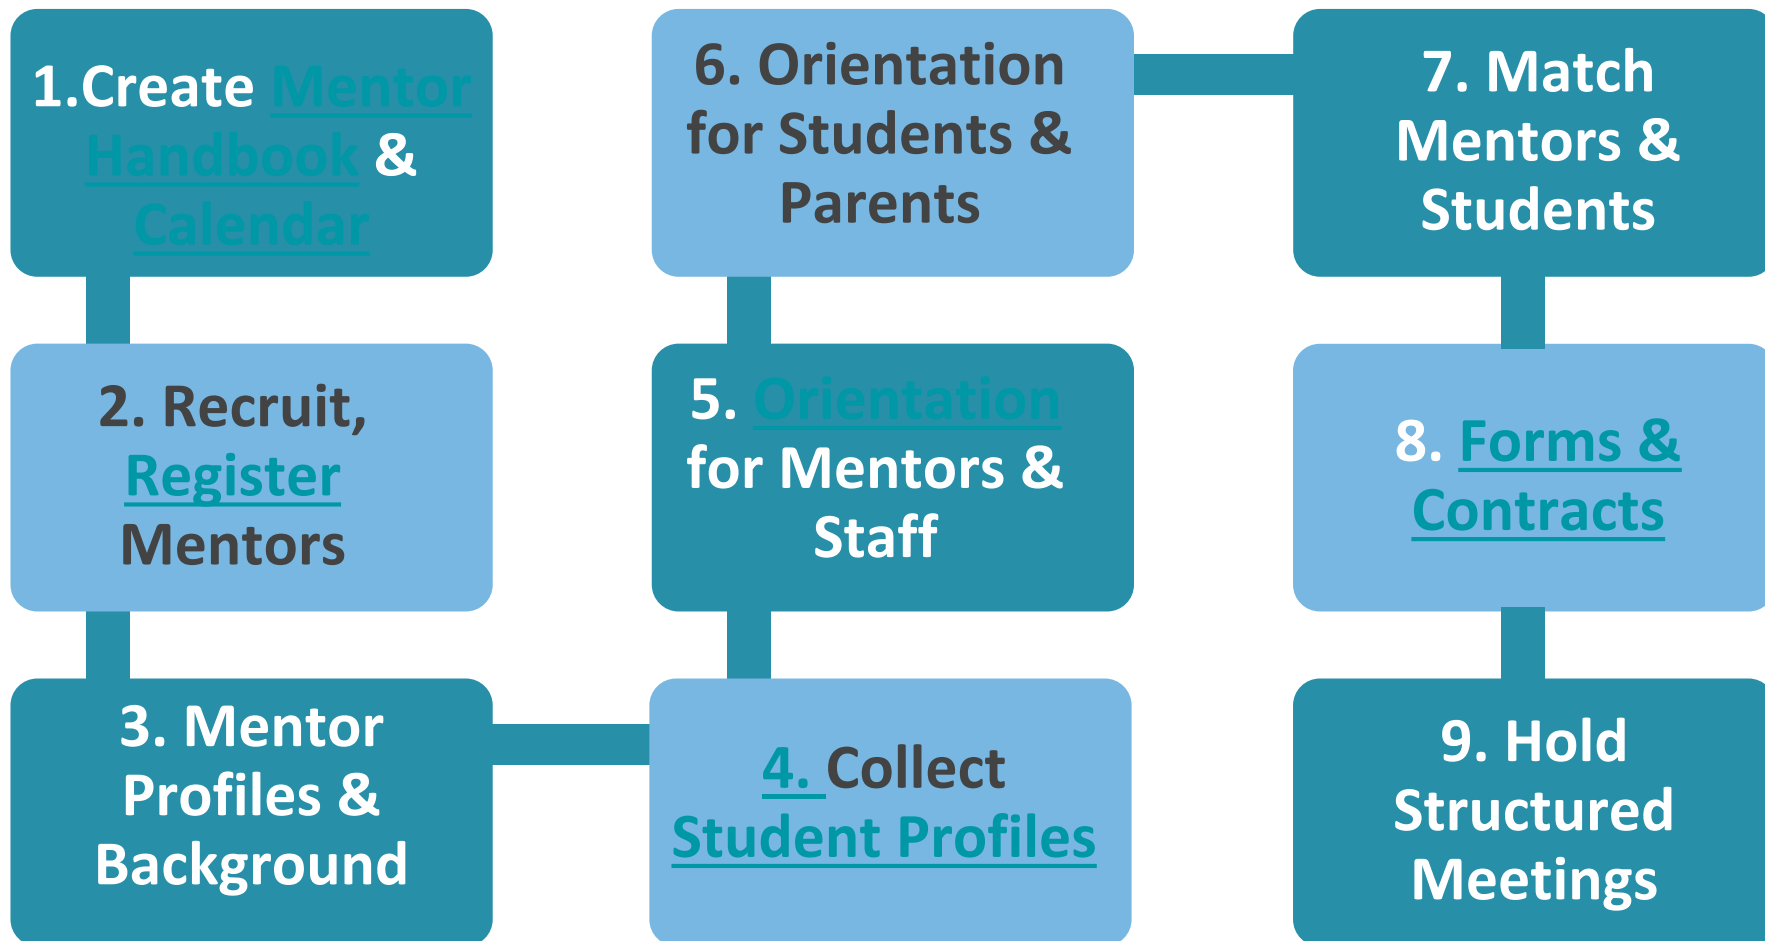 1.Create Mentor
Handbook &
Calendar
2. Recruit,
Register
Mentors
3. Mentor
Profiles &
Background
4. Collect
Student Profiles
5. Orientation
for Mentors &
Staff
6. Orientation
for Students &
Parents
7. Match
Mentors &
Students
8. Forms &
Contracts
9. Hold
Structured
Meetings